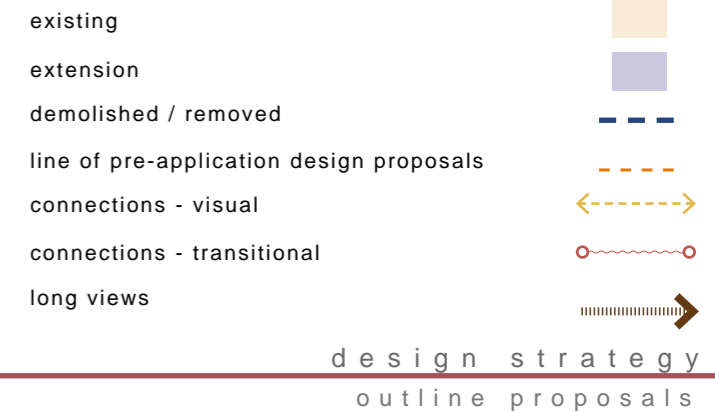 existing
extension
demolished / removed
line of pre-application design proposals
connections - visual
connections - transitional
long views
design strategy
outline proposals